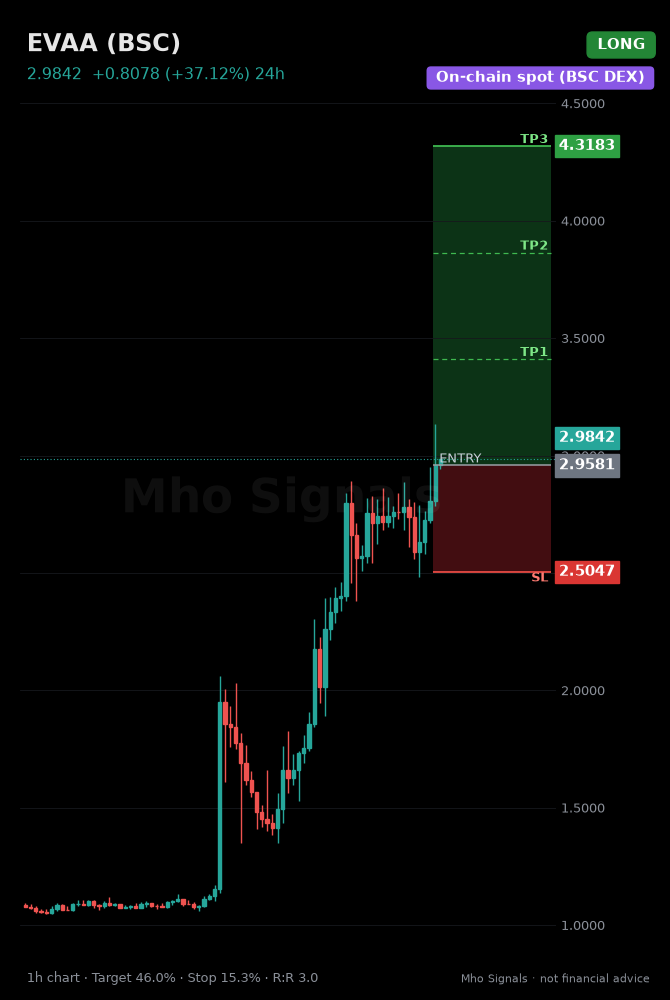 EVAA (BSC)
LONG
2.9842 +0.8078 (+37.12%) 24h
On-chain spot (BSC DEX)
4.5000
TP3
4.3183
4.0000
TP2
3.5000
TP1
2.9842
ENTRY
2.9581
Mho Signals
2.5047
SL
2.0000
1.5000
1.0000
1h chart · Target 46.0% · Stop 15.3% · R:R 3.0
Mho Signals · not financial advice